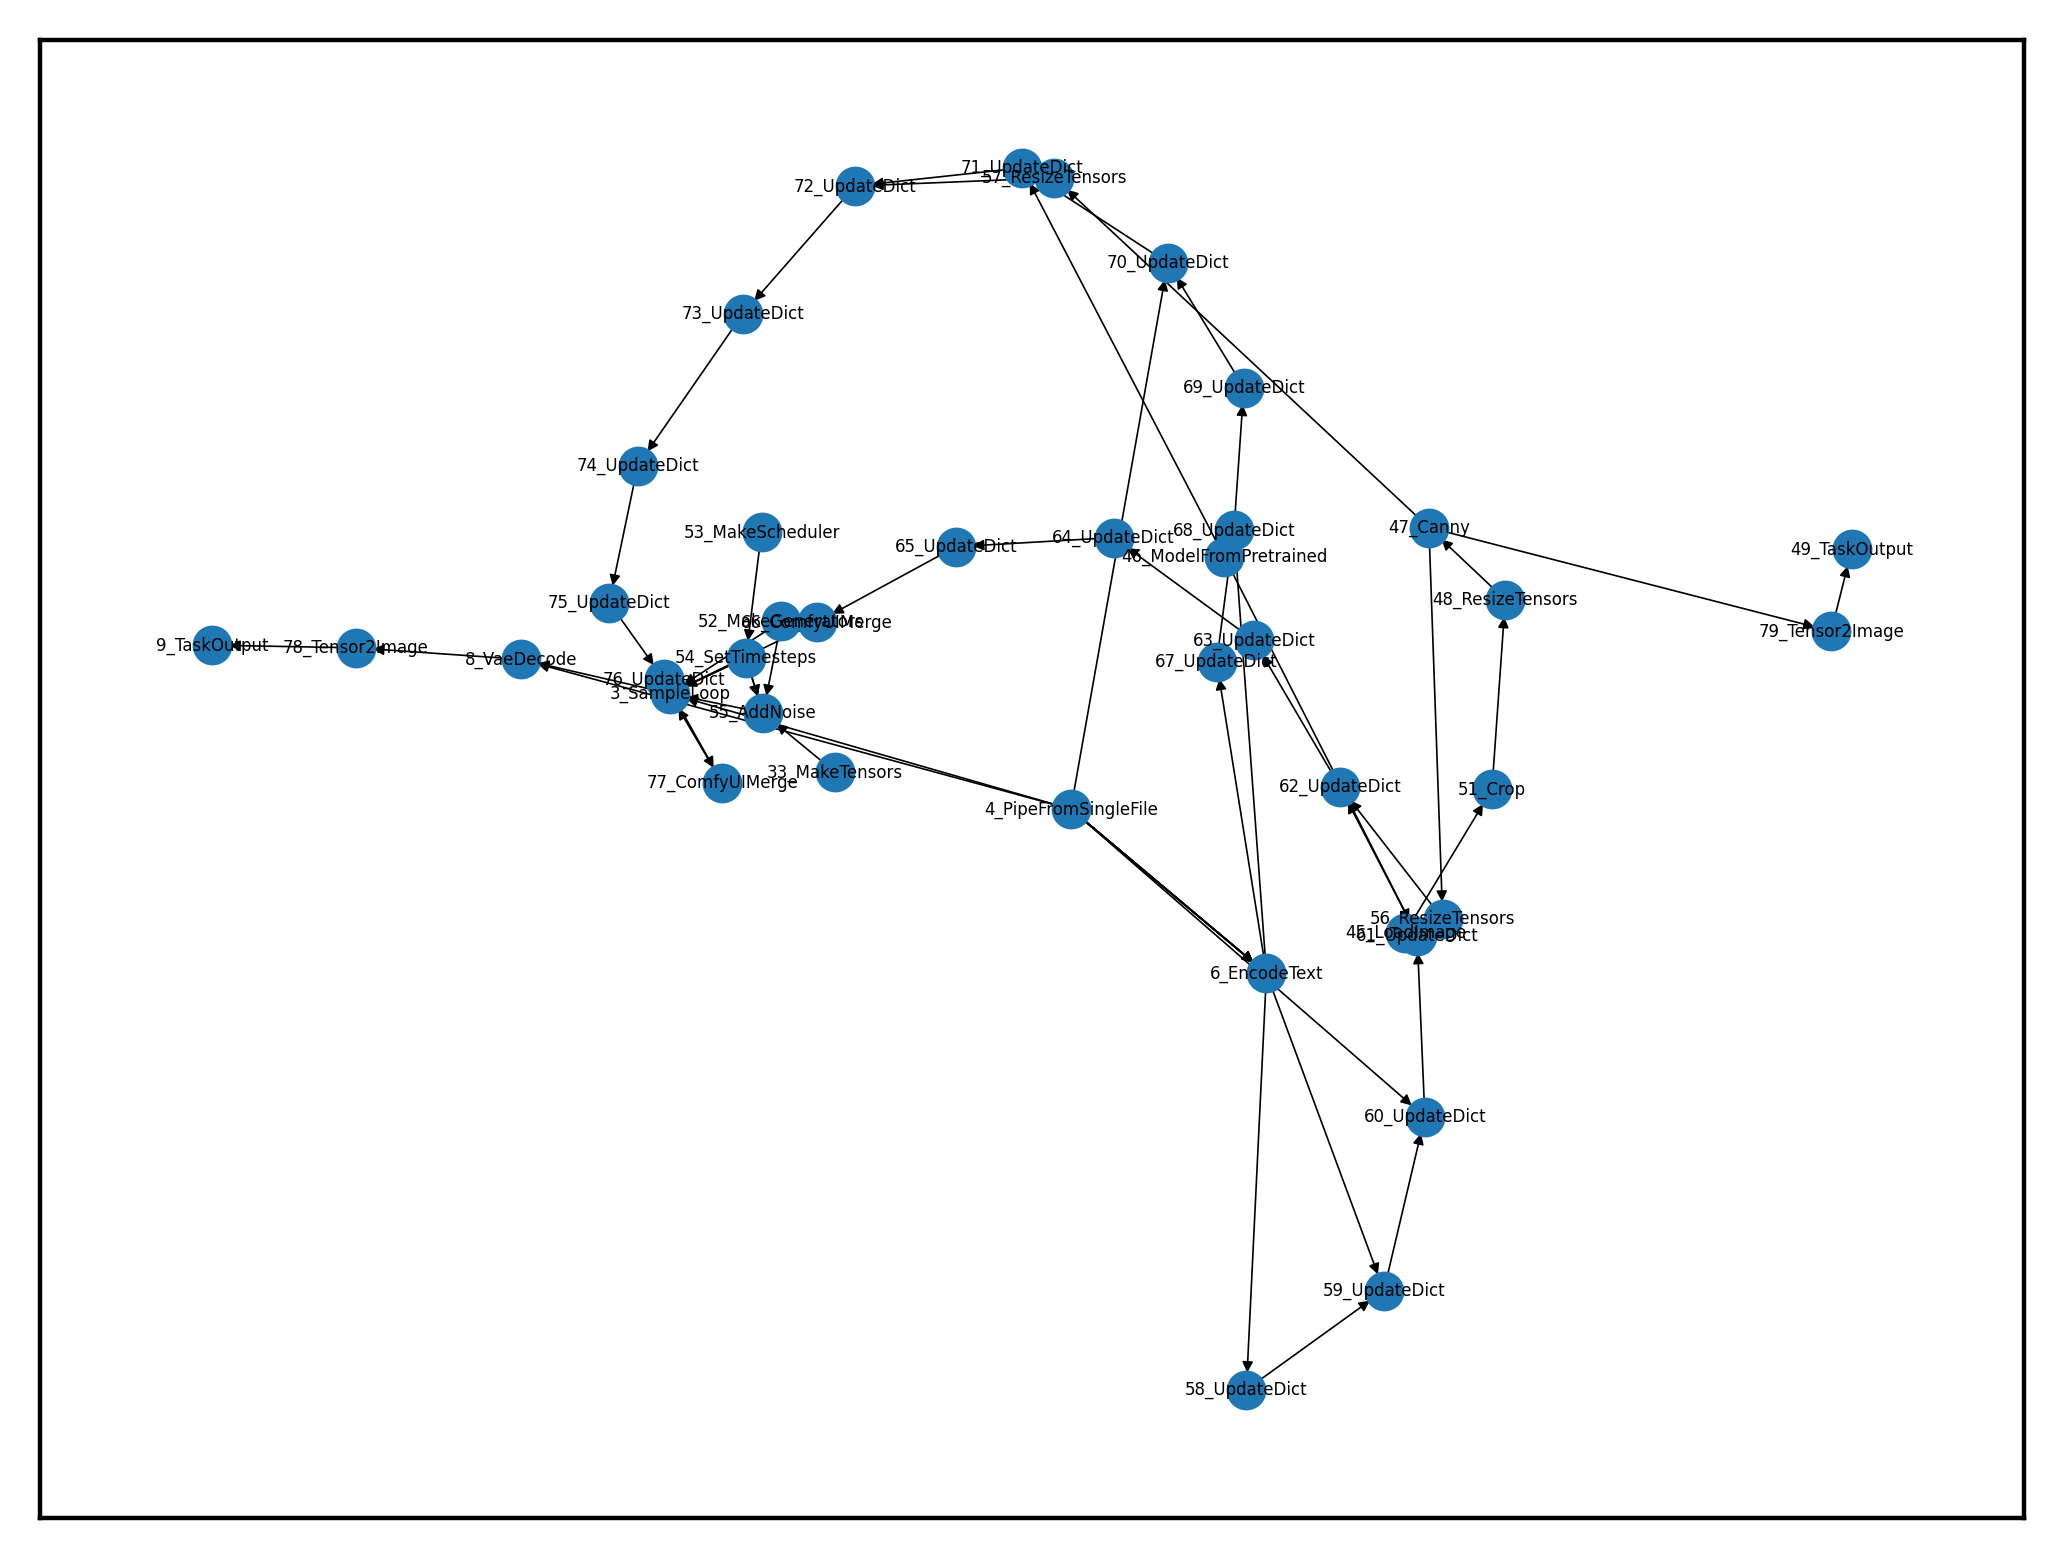 71_UpdateDict
57_ResizeTensors
72_UpdateDict
70_UpdateDict
73_UpdateDict
69_UpdateDict
74_UpdateDict
53_MakeScheduler
68_UpdateDict
47_Canny
64_UpdateDict
65_UpdateDict
46_ModelFromPretrained
49_TaskOutput
75_UpdateDict
48_ResizeTensors
52_MakeGenerators
66_ComfyUIMerge
79_Tensor2Image
63_UpdateDict
9_TaskOutput
78_Tensor2Image
8_VaeDecode
54_SetTimesteps
67_UpdateDict
76_UpdateDict
3_SampleLoop
55_AddNoise
33_MakeTensors
77_ComfyUIMerge
62_UpdateDict
51_Crop
4_PipeFromSingleFile
56_ResizeTensors
45_LoadImage
61_UpdateDict
6_EncodeText
60_UpdateDict
59_UpdateDict
58_UpdateDict